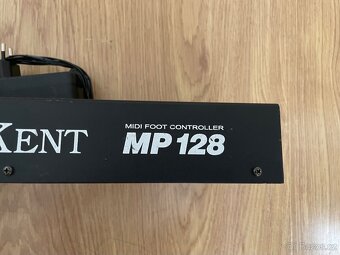 KENT
MIDI FOOT CONTROLLER
MP 128